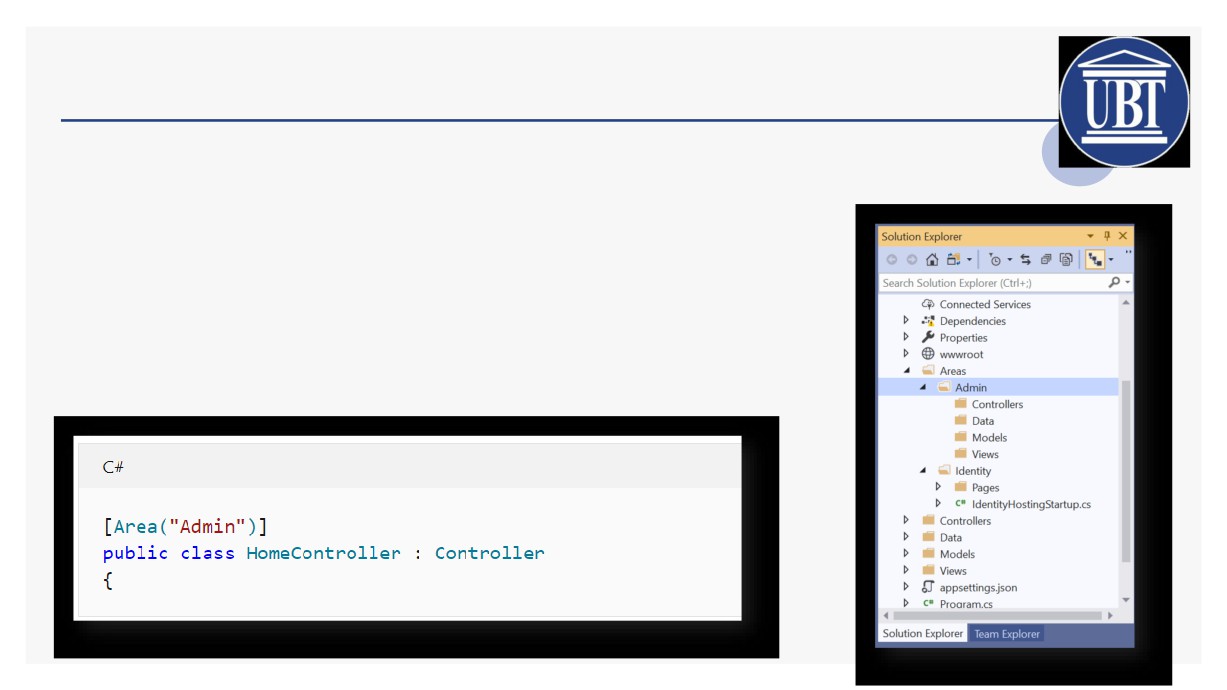 UBT
C#
[Area("Admin")]
public class HomeController : Controller
{
Solution Explorer
Search Solution Explorer (Ctrl+;)
Connected Services
Dependencies
Properties
wwwroot
Areas
Admin
Controllers
Data
Models
Views
Identity
Pages
C# IdentityHostingStartup.cs
Controllers
Data
Models
Views
appsettings.json
C# Program.cs
Solution Explorer Team Explorer